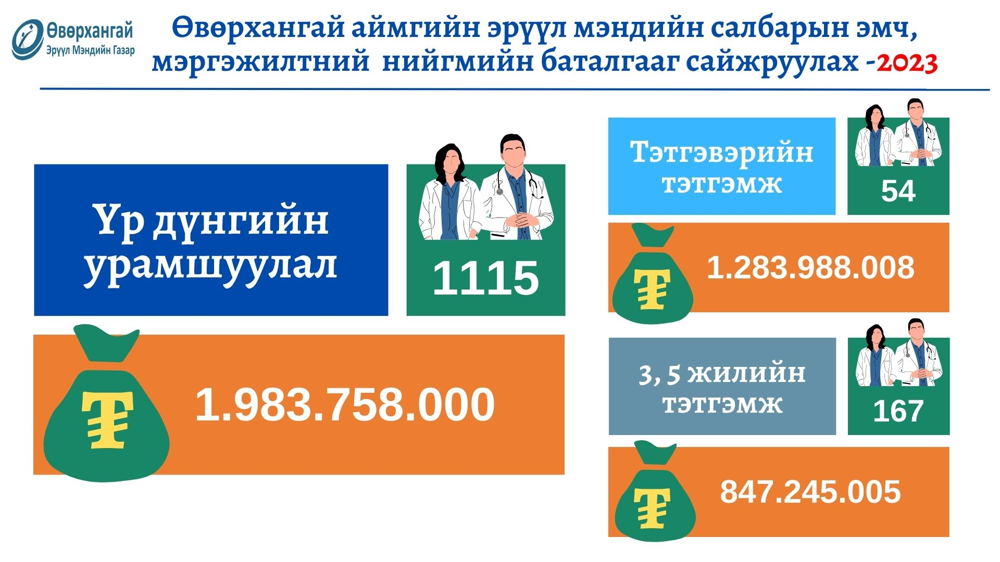 Өвөрхангай
Эрүүл Мэндийн Газар
Өвөрхангай аймгийн эрүүл мэндийн салбарын эмч,
мэргэжилтний нийгмийн баталгааг сайжруулах -2023
Үр дүнгийн
урамшуулал
1115
₮ 1.983.758.000
Тэтгэвэрийн
тэтгэмж
54
₮ 1.283.988.008
3, 5 жилийн
тэтгэмж
167
₮ 847.245.005